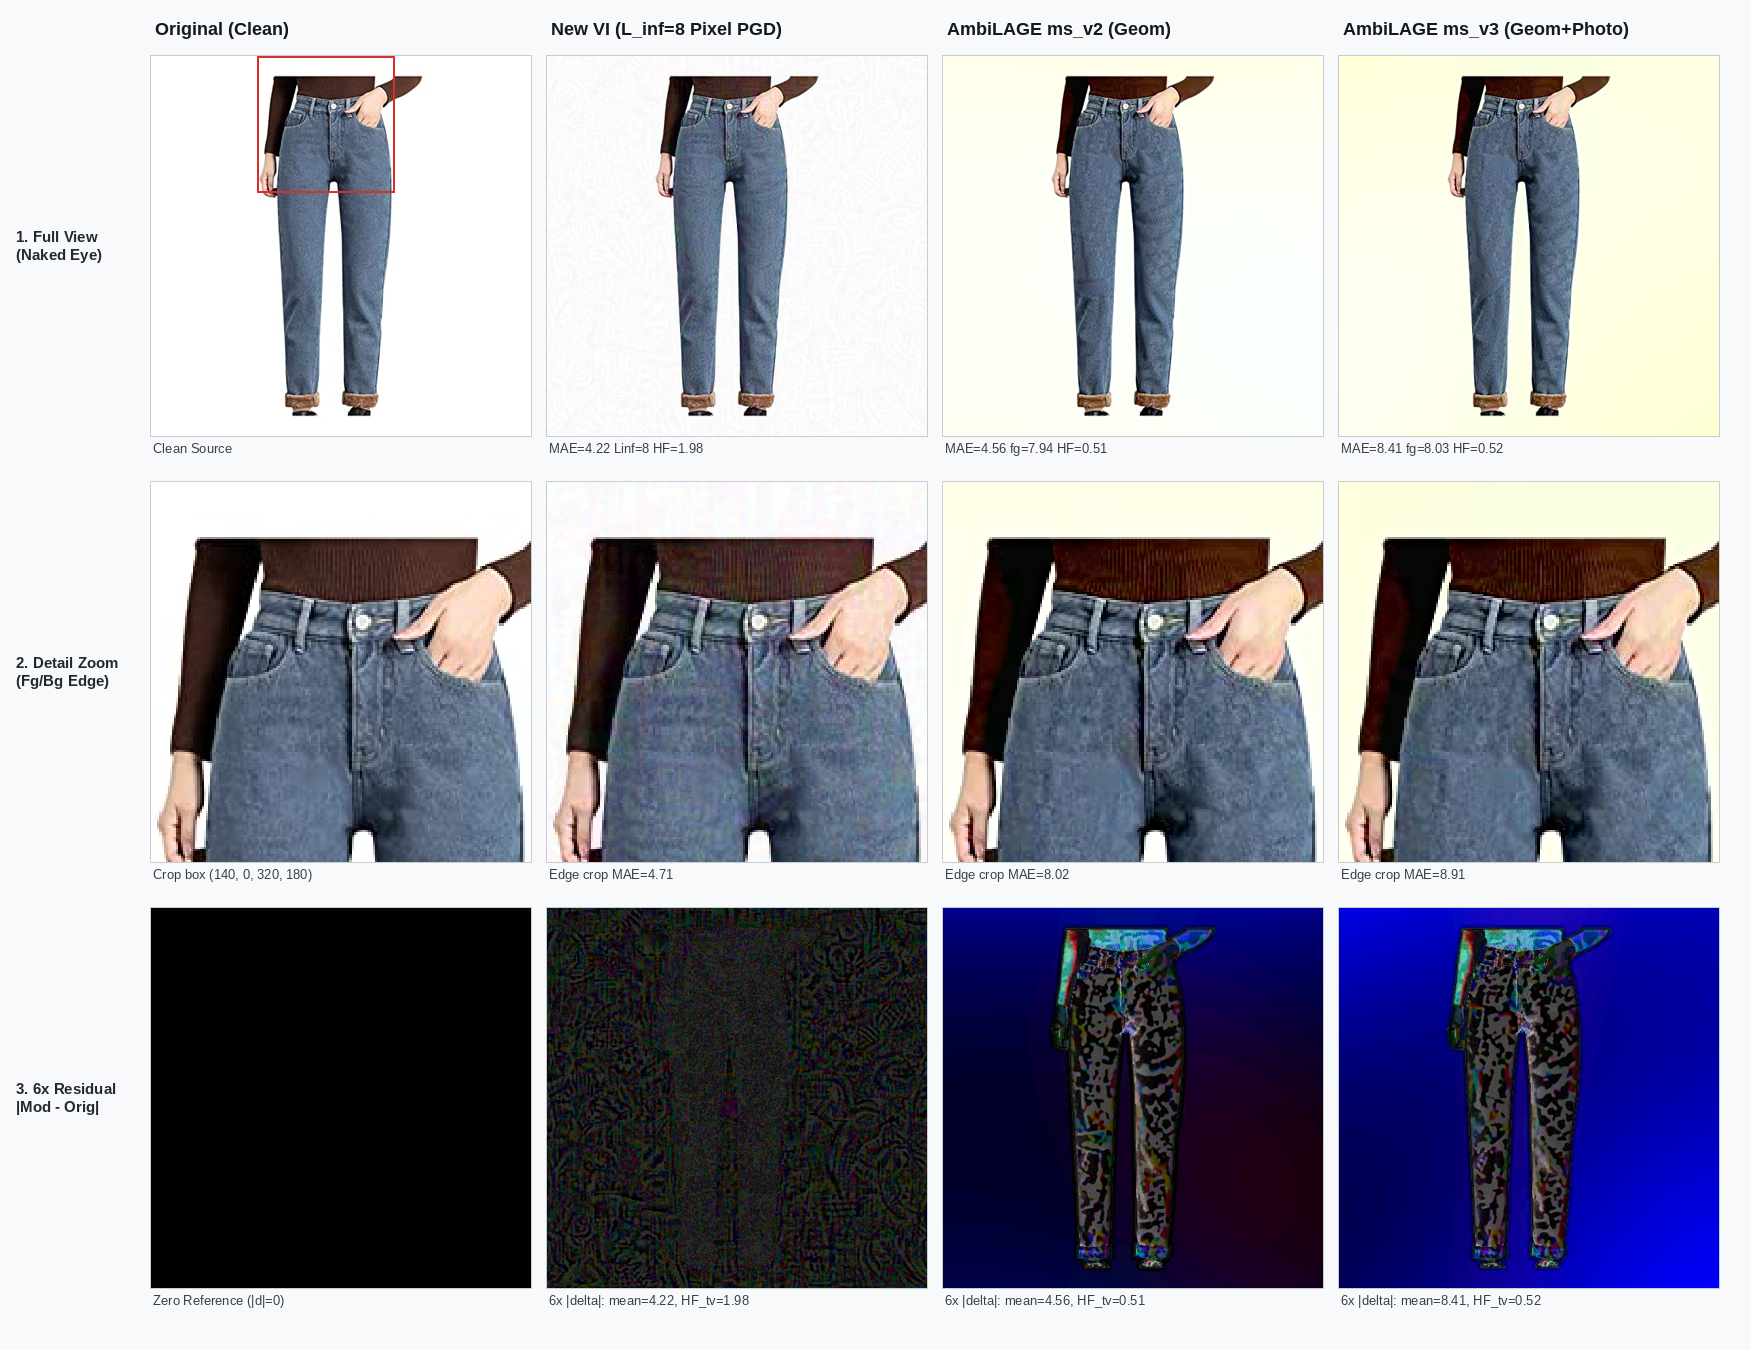 Original (Clean)
New VI (L_inf=8 Pixel PGD)
AmbiLAGE ms_v2 (Geom)
AmbiLAGE ms_v3 (Geom+Photo)
1. Full View
(Naked Eye)
Clean Source
MAE=4.22 Linf=8 HF=1.98
MAE=4.56 fg=7.94 HF=0.51
MAE=8.41 fg=8.03 HF=0.52
2. Detail Zoom
(Fg/Bg Edge)
Crop box (140, 0, 320, 180)
Edge crop MAE=4.71
Edge crop MAE=8.02
Edge crop MAE=8.91
3. 6x Residual
|Mod - Orig|
Zero Reference (|d|=0)
6x |delta|: mean=4.22, HF_tv=1.98
6x |delta|: mean=4.56, HF_tv=0.51
6x |delta|: mean=8.41, HF_tv=0.52